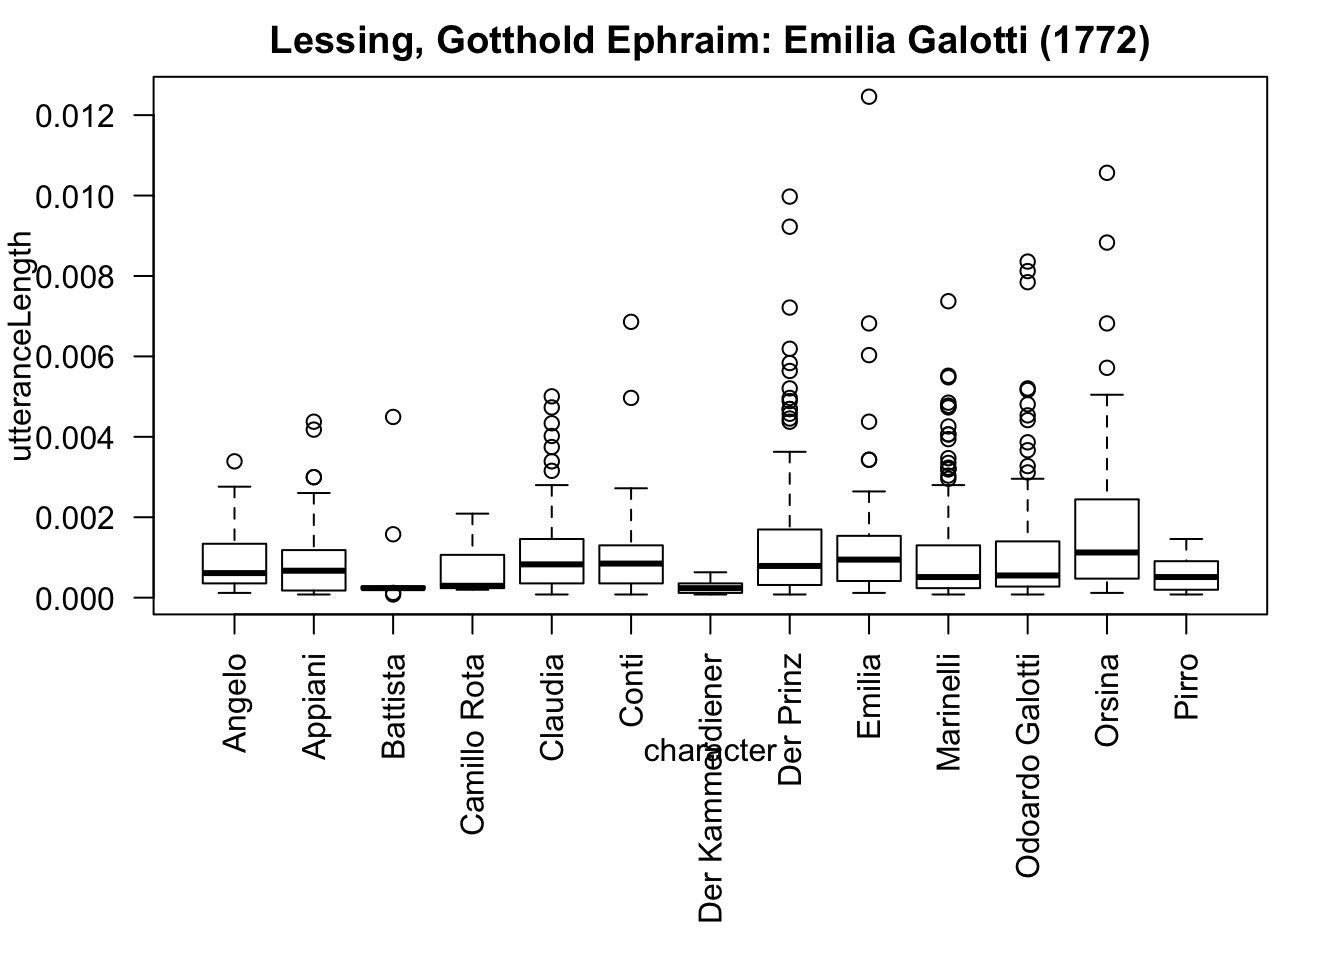 Lessing, Gotthold Ephraim: Emilia Galotti (1772)
utteranceLength
0.012
0.010
0.008
0.006
0.004
0.002
0.000
Angelo
Appiani
Battista
Camillo Rota
Claudia
Conti
Der Kammerdiener
Der Prinz
Emilia
Marinelli
Odoardo Galotti
Orsina
Pirro
character